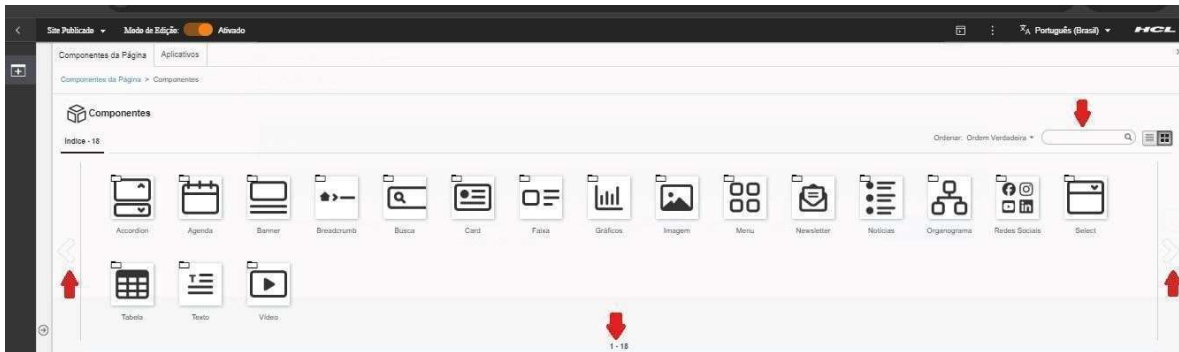 Site Publicado Modo de Edição: Ativado Português (Brasil) HCL
Componentes da Página Aplicativos
Componentes da Página > Componentes
Componentes
Indice - 18
Ordenar: Ordem Verdadeira
Accordion Agenda Banner Breadcrumb Busca Card Faixa Gráficos Imagem Menu Newsletter Notícias Organograma Redes Sociais Select
Tabela Texto Vídeo
1 - 18